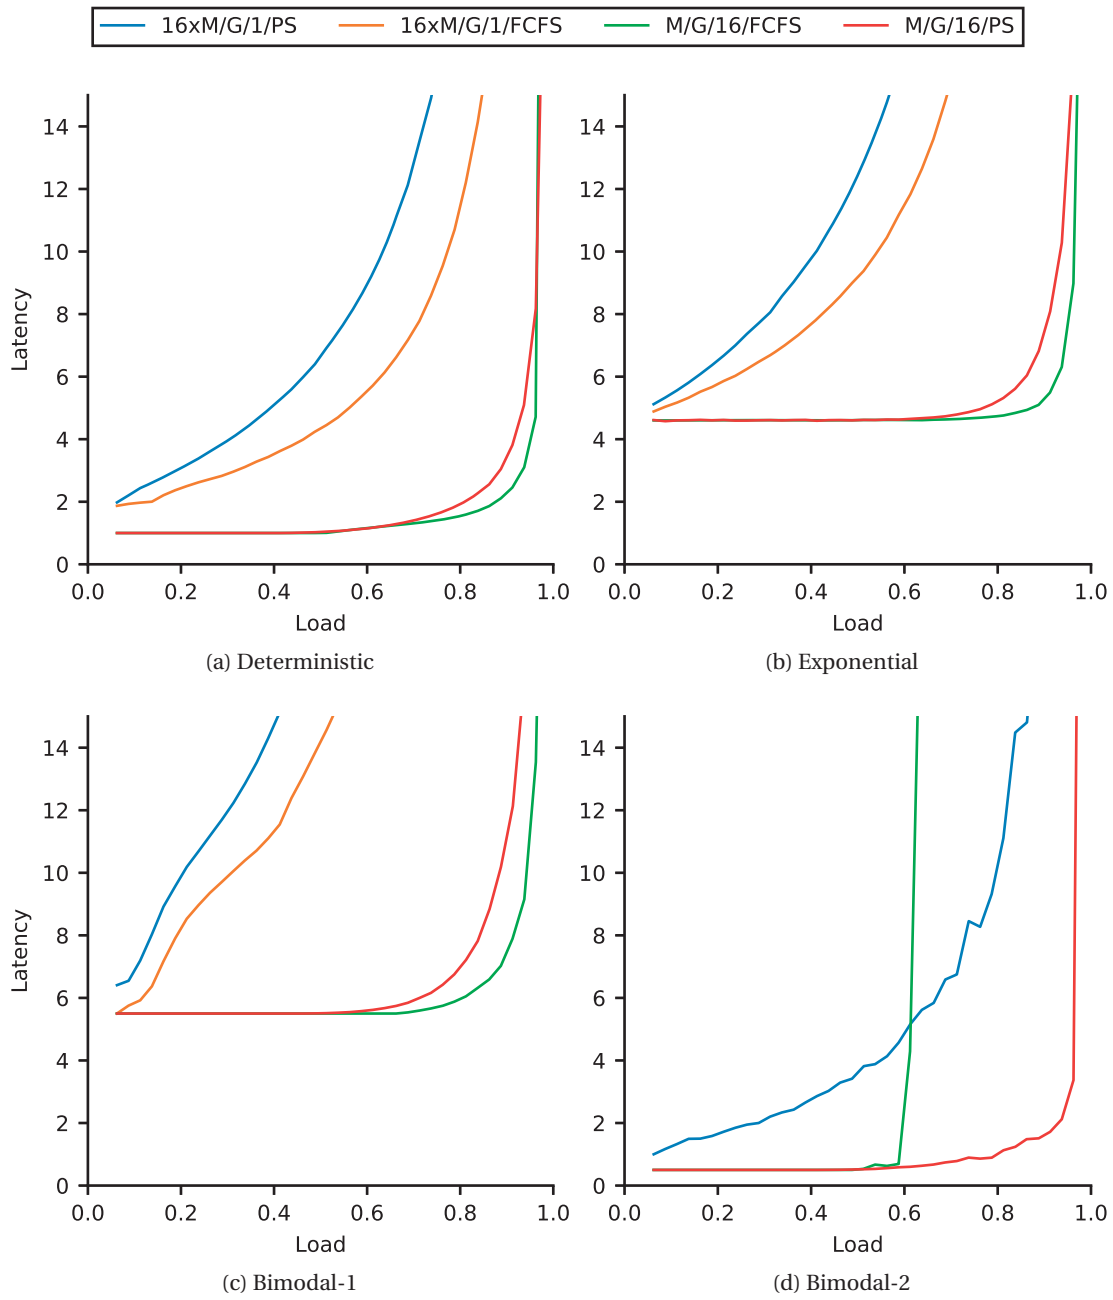 16xM/G/1/PS 16xM/G/1/FCFS M/G/16/FCFS M/G/16/PS
14 14
12 12
10 10
Latency 8 8
6 6
4 4
2 2
0 0
0.0 0.2 0.4 0.6 0.8 1.0 0.0 0.2 0.4 0.6 0.8 1.0
Load Load
(a) Deterministic (b) Exponential
14 14
12 12
10 10
Latency 8 8
6 6
4 4
2 2
0 0
0.0 0.2 0.4 0.6 0.8 1.0 0.0 0.2 0.4 0.6 0.8 1.0
Load Load
(c) Bimodal-1 (d) Bimodal-2